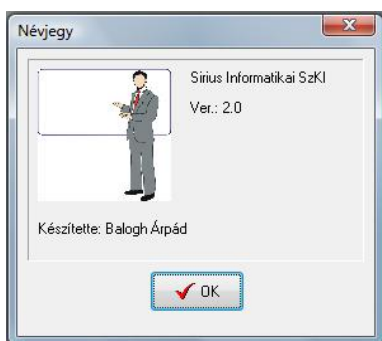 Névjegy
Sirius Informatikai SzKI
Ver.: 2.0
Készítette: Balogh Árpád
OK